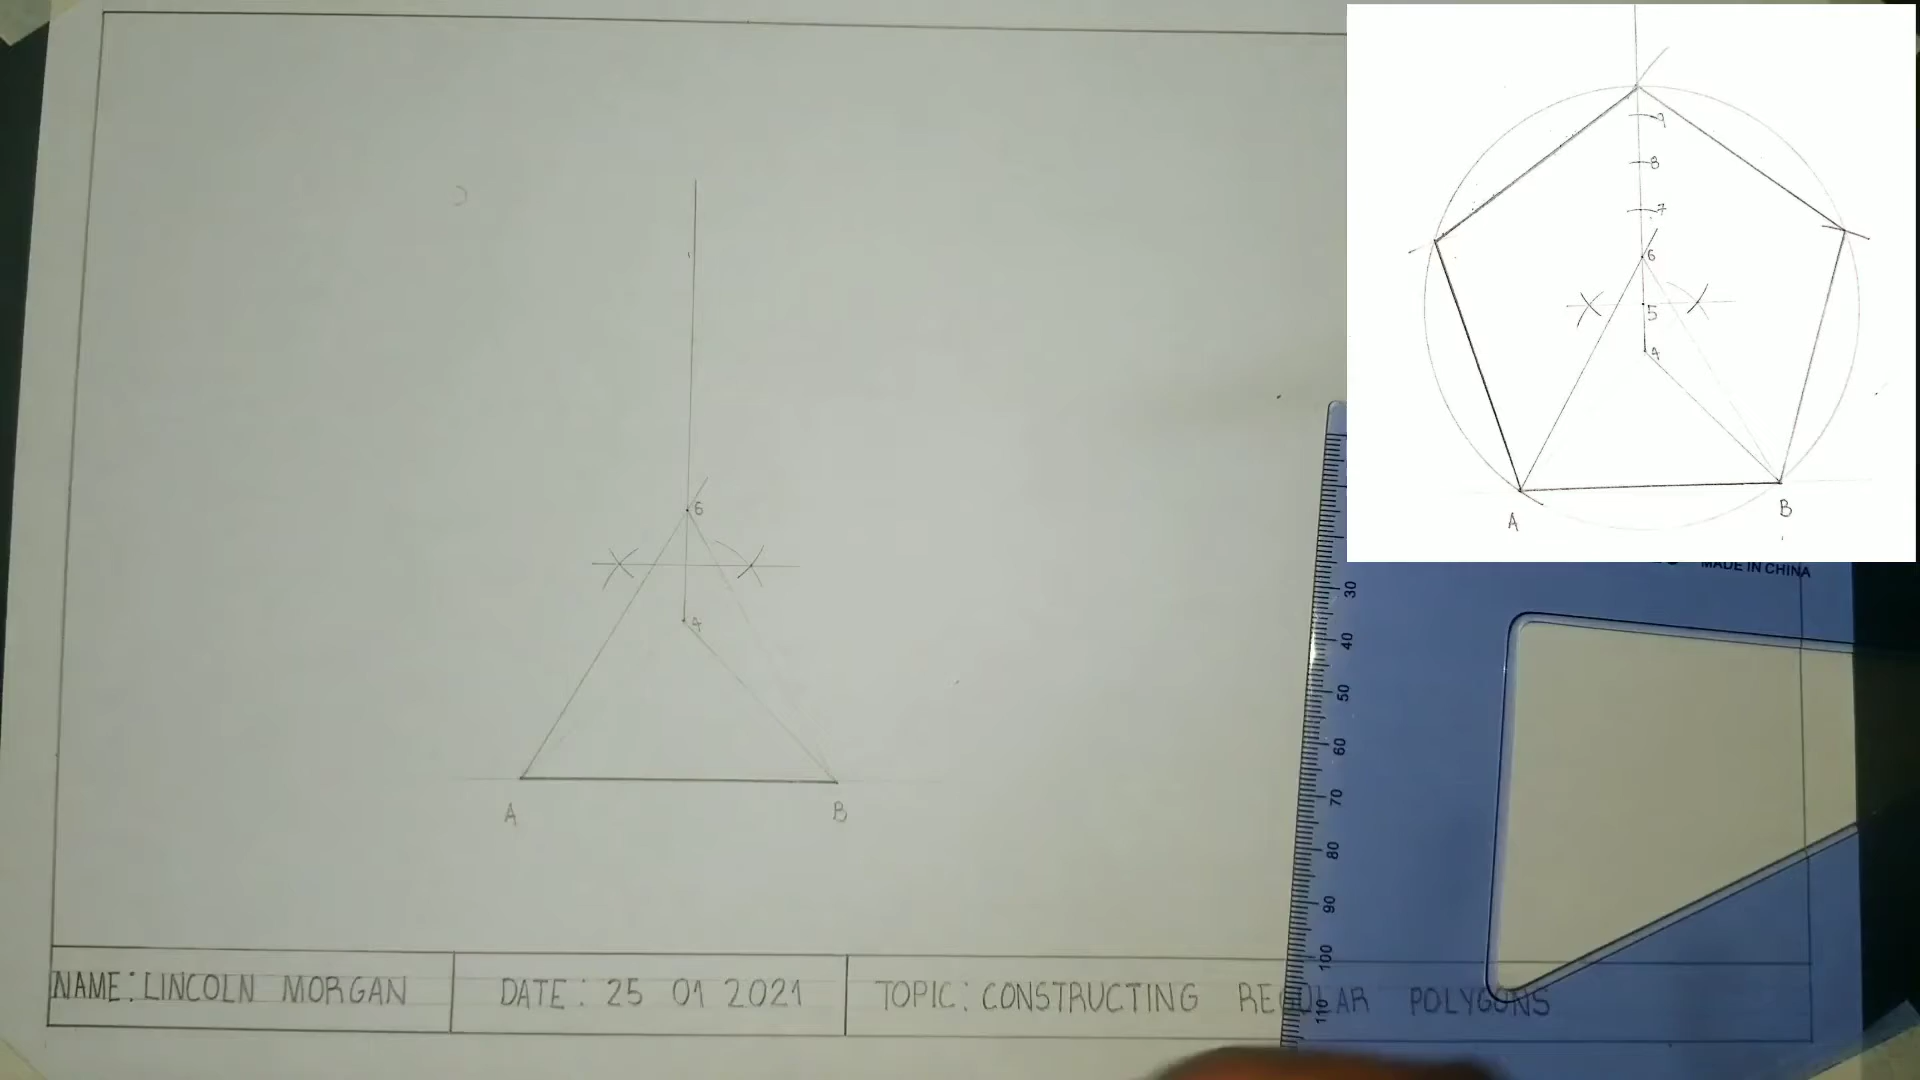 9
8
7
6
5
4
A
B
6
4
A
B
MADE IN CHINA
30
40
50
60
70
80
90
100
110
NAME: LINCOLN MORGAN
DATE: 25 01 2021
TOPIC: CONSTRUCTING REGULAR POLYGONS